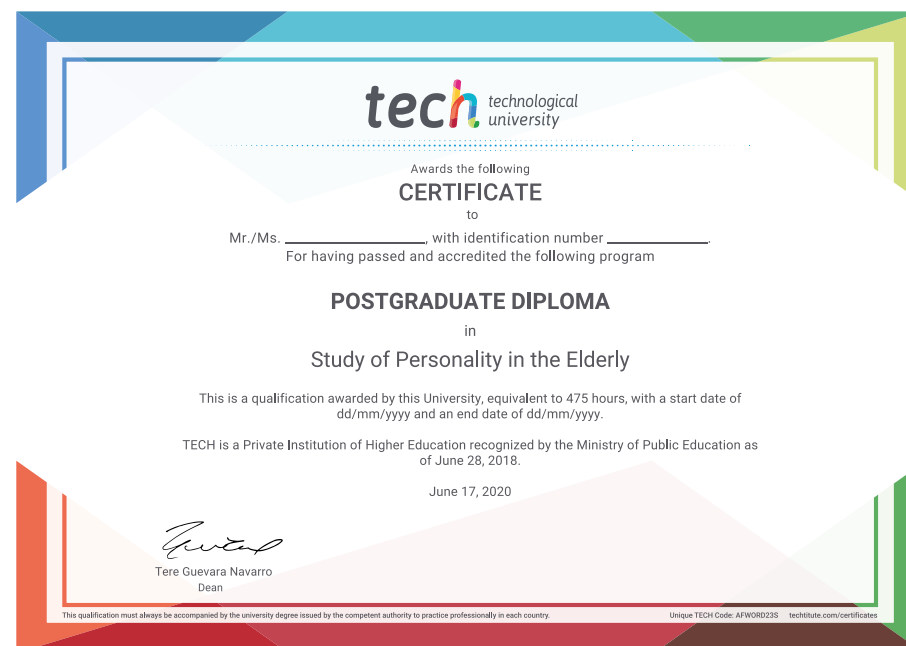 tech technological
university
Awards the following
CERTIFICATE
to
Mr./Ms. ____________________, with identification number ______________.
For having passed and accredited the following program
POSTGRADUATE DIPLOMA
in
Study of Personality in the Elderly
This is a qualification awarded by this University, equivalent to 475 hours, with a start date of
dd/mm/yyyy and an end date of dd/mm/yyyy.
TECH is a Private Institution of Higher Education recognized by the Ministry of Public Education as
of June 28, 2018.
June 17, 2020
Tere Guevara Navarro
Dean
This qualification must always be accompanied by the university degree issued by the competent authority to practice professionally in each country. Unique TECH Code: AFWORD23S techtitute.com/certificates